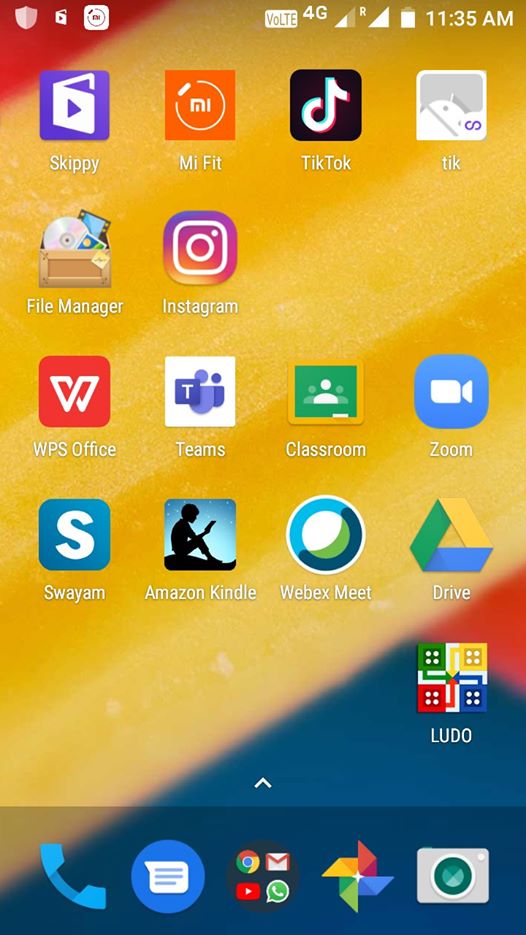 VoLTE 4G R 11:35 AM
Skippy Mi Fit TikTok tik
File Manager Instagram
WPS Office Teams Classroom Zoom
Swayam Amazon Kindle Webex Meet Drive
LUDO